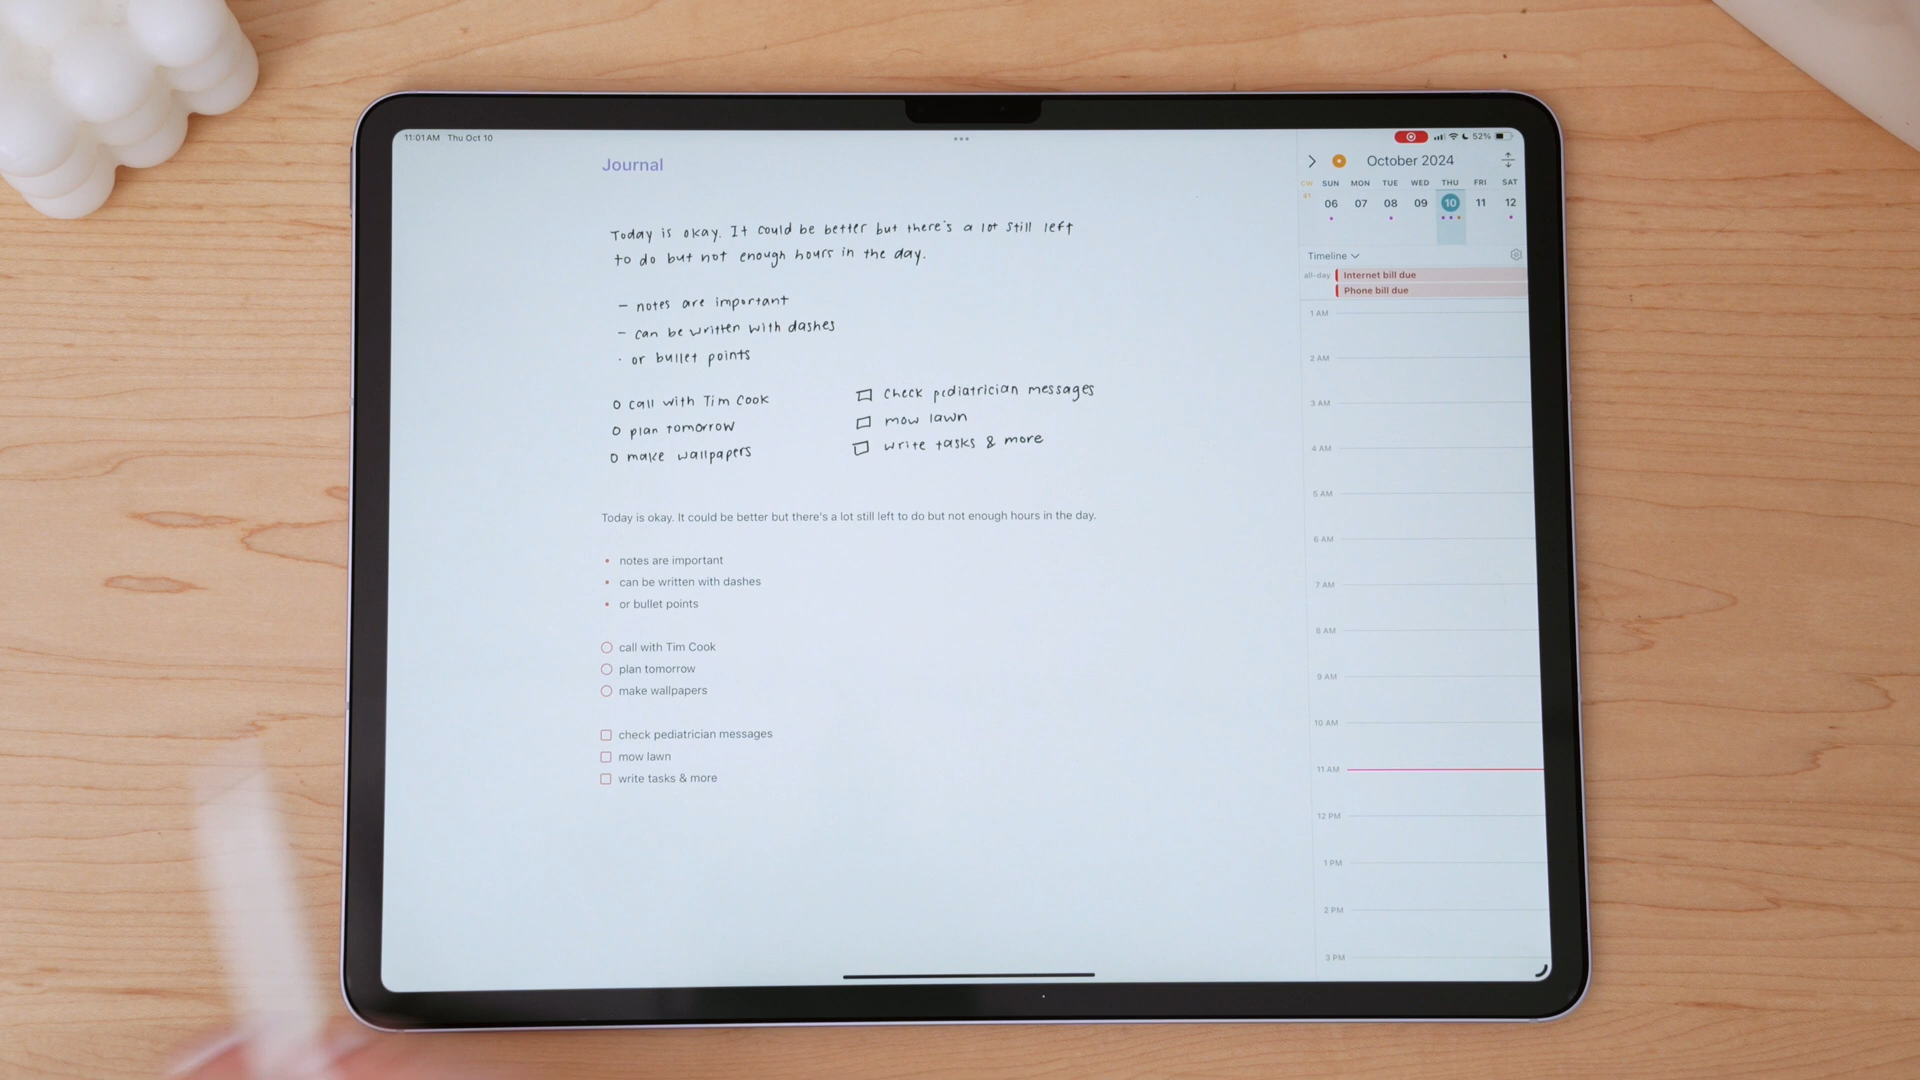 11:01 AM Thu Oct 10
52%
Journal
Today is okay. It could be better but there's a lot still left
to do but not enough hours in the day.
- notes are important
- can be written with dashes
· or bullet points
O call with Tim Cook
O plan tomorrow
O make wallpapers
□ check pediatrician messages
□ mow lawn
□ write tasks & more
Today is okay. It could be better but there's a lot still left to do but not enough hours in the day.
• notes are important
• can be written with dashes
• or bullet points
○ call with Tim Cook
○ plan tomorrow
○ make wallpapers
□ check pediatrician messages
□ mow lawn
□ write tasks & more
October 2024
CW SUN MON TUE WED THU FRI SAT
41 06 07 08 09 10 11 12
Timeline
all-day Internet bill due
Phone bill due
1 AM
2 AM
3 AM
4 AM
5 AM
6 AM
7 AM
8 AM
9 AM
10 AM
11 AM
12 PM
1 PM
2 PM
3 PM